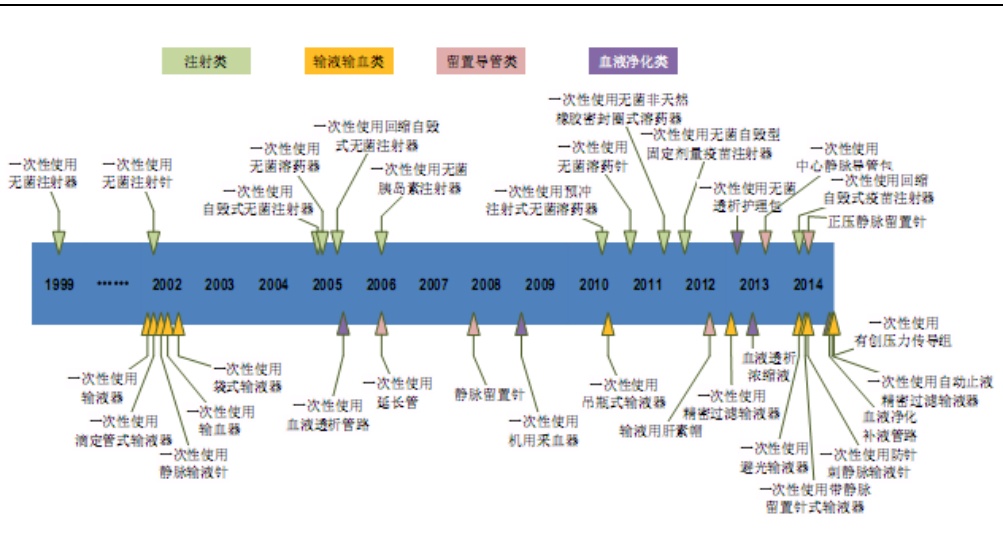 注射类
输液输血类
留置导管类
血液净化类
一次性使用
无菌注射器
一次性使用
无菌注射针
一次性使用
自毁式无菌注射器
一次性使用
无菌溶药器
一次性使用回缩自毁
式无菌注射器
一次性使用无菌
胰岛素注射器
一次性使用预冲
注射式无菌溶药器
一次性使用
无菌溶药针
一次性使用无菌非天然
橡胶密封圈式溶药器
一次性使用无菌自毁型
固定剂量疫苗注射器
一次性使用无菌
透析护理包
一次性使用
中心静脉导管包
一次性使用回缩
自毁式疫苗注射器
正压静脉留置针
1999
······
2002
2003
2004
2005
2006
2007
2008
2009
2010
2011
2012
2013
2014
一次性使用
输液器
一次性使用
滴定管式输液器
一次性使用
静脉输液针
一次性使用
输血器
一次性使用
袋式输液器
一次性使用
血液透析管路
一次性使用
延长管
静脉留置针
一次性使用
机用采血器
一次性使用
吊瓶式输液器
输液用肝素帽
一次性使用
精密过滤输液器
血液透析
浓缩液
一次性使用
避光输液器
一次性使用带静脉
留置针式输液器
一次性使用防针
刺静脉输液针
血液净化
补液管路
一次性使用自动止液
精密过滤输液器
一次性使用
有创压力传导组